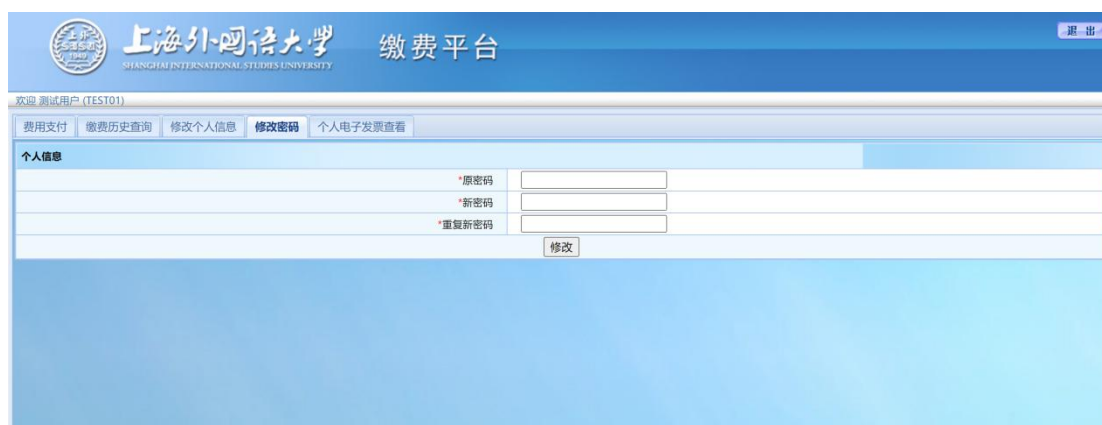 上海外国语大学 缴费平台 退出
SHANGHAI INTERNATIONAL STUDIES UNIVERSITY
欢迎 测试用户 (TEST01)
费用支付 缴费历史查询 修改个人信息 修改密码 个人电子发票查看
个人信息
*原密码
*新密码
*重复新密码
修改